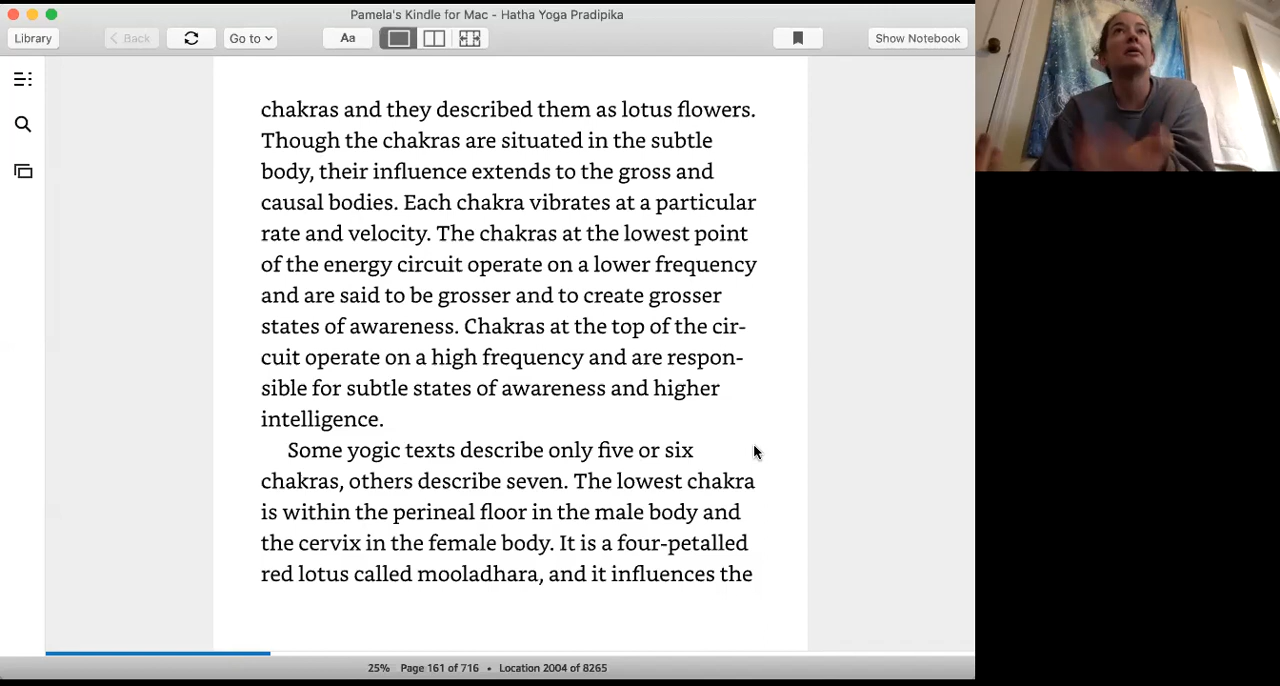 Pamela's Kindle for Mac - Hatha Yoga Pradipika
Library
Back
Go to
Aa
Show Notebook
chakras and they described them as lotus flowers.
Though the chakras are situated in the subtle
body, their influence extends to the gross and
causal bodies. Each chakra vibrates at a particular
rate and velocity. The chakras at the lowest point
of the energy circuit operate on a lower frequency
and are said to be grosser and to create grosser
states of awareness. Chakras at the top of the cir-
cuit operate on a high frequency and are respon-
sible for subtle states of awareness and higher
intelligence.
Some yogic texts describe only five or six
chakras, others describe seven. The lowest chakra
is within the perineal floor in the male body and
the cervix in the female body. It is a four-petalled
red lotus called mooladhara, and it influences the
25% Page 161 of 716 • Location 2004 of 8265